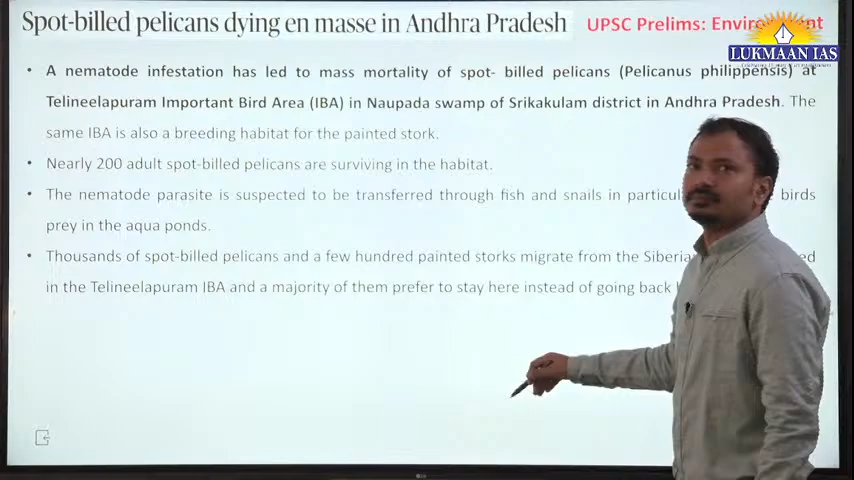 Spot-billed pelicans dying en masse in Andhra Pradesh
UPSC Prelims: Environment
LUKMAAN IAS
• A nematode infestation has led to mass mortality of spot- billed pelicans (Pelicanus philippensis) at
Telineelapuram Important Bird Area (IBA) in Naupada swamp of Srikakulam district in Andhra Pradesh. The
same IBA is also a breeding habitat for the painted stork.
• Nearly 200 adult spot-billed pelicans are surviving in the habitat.
• The nematode parasite is suspected to be transferred through fish and snails in birds
prey in the aqua ponds.
• Thousands of spot-billed pelicans and a few hundred painted storks migrate from the
in the Telineelapuram IBA and a majority of them prefer to stay here instead of going back
LG